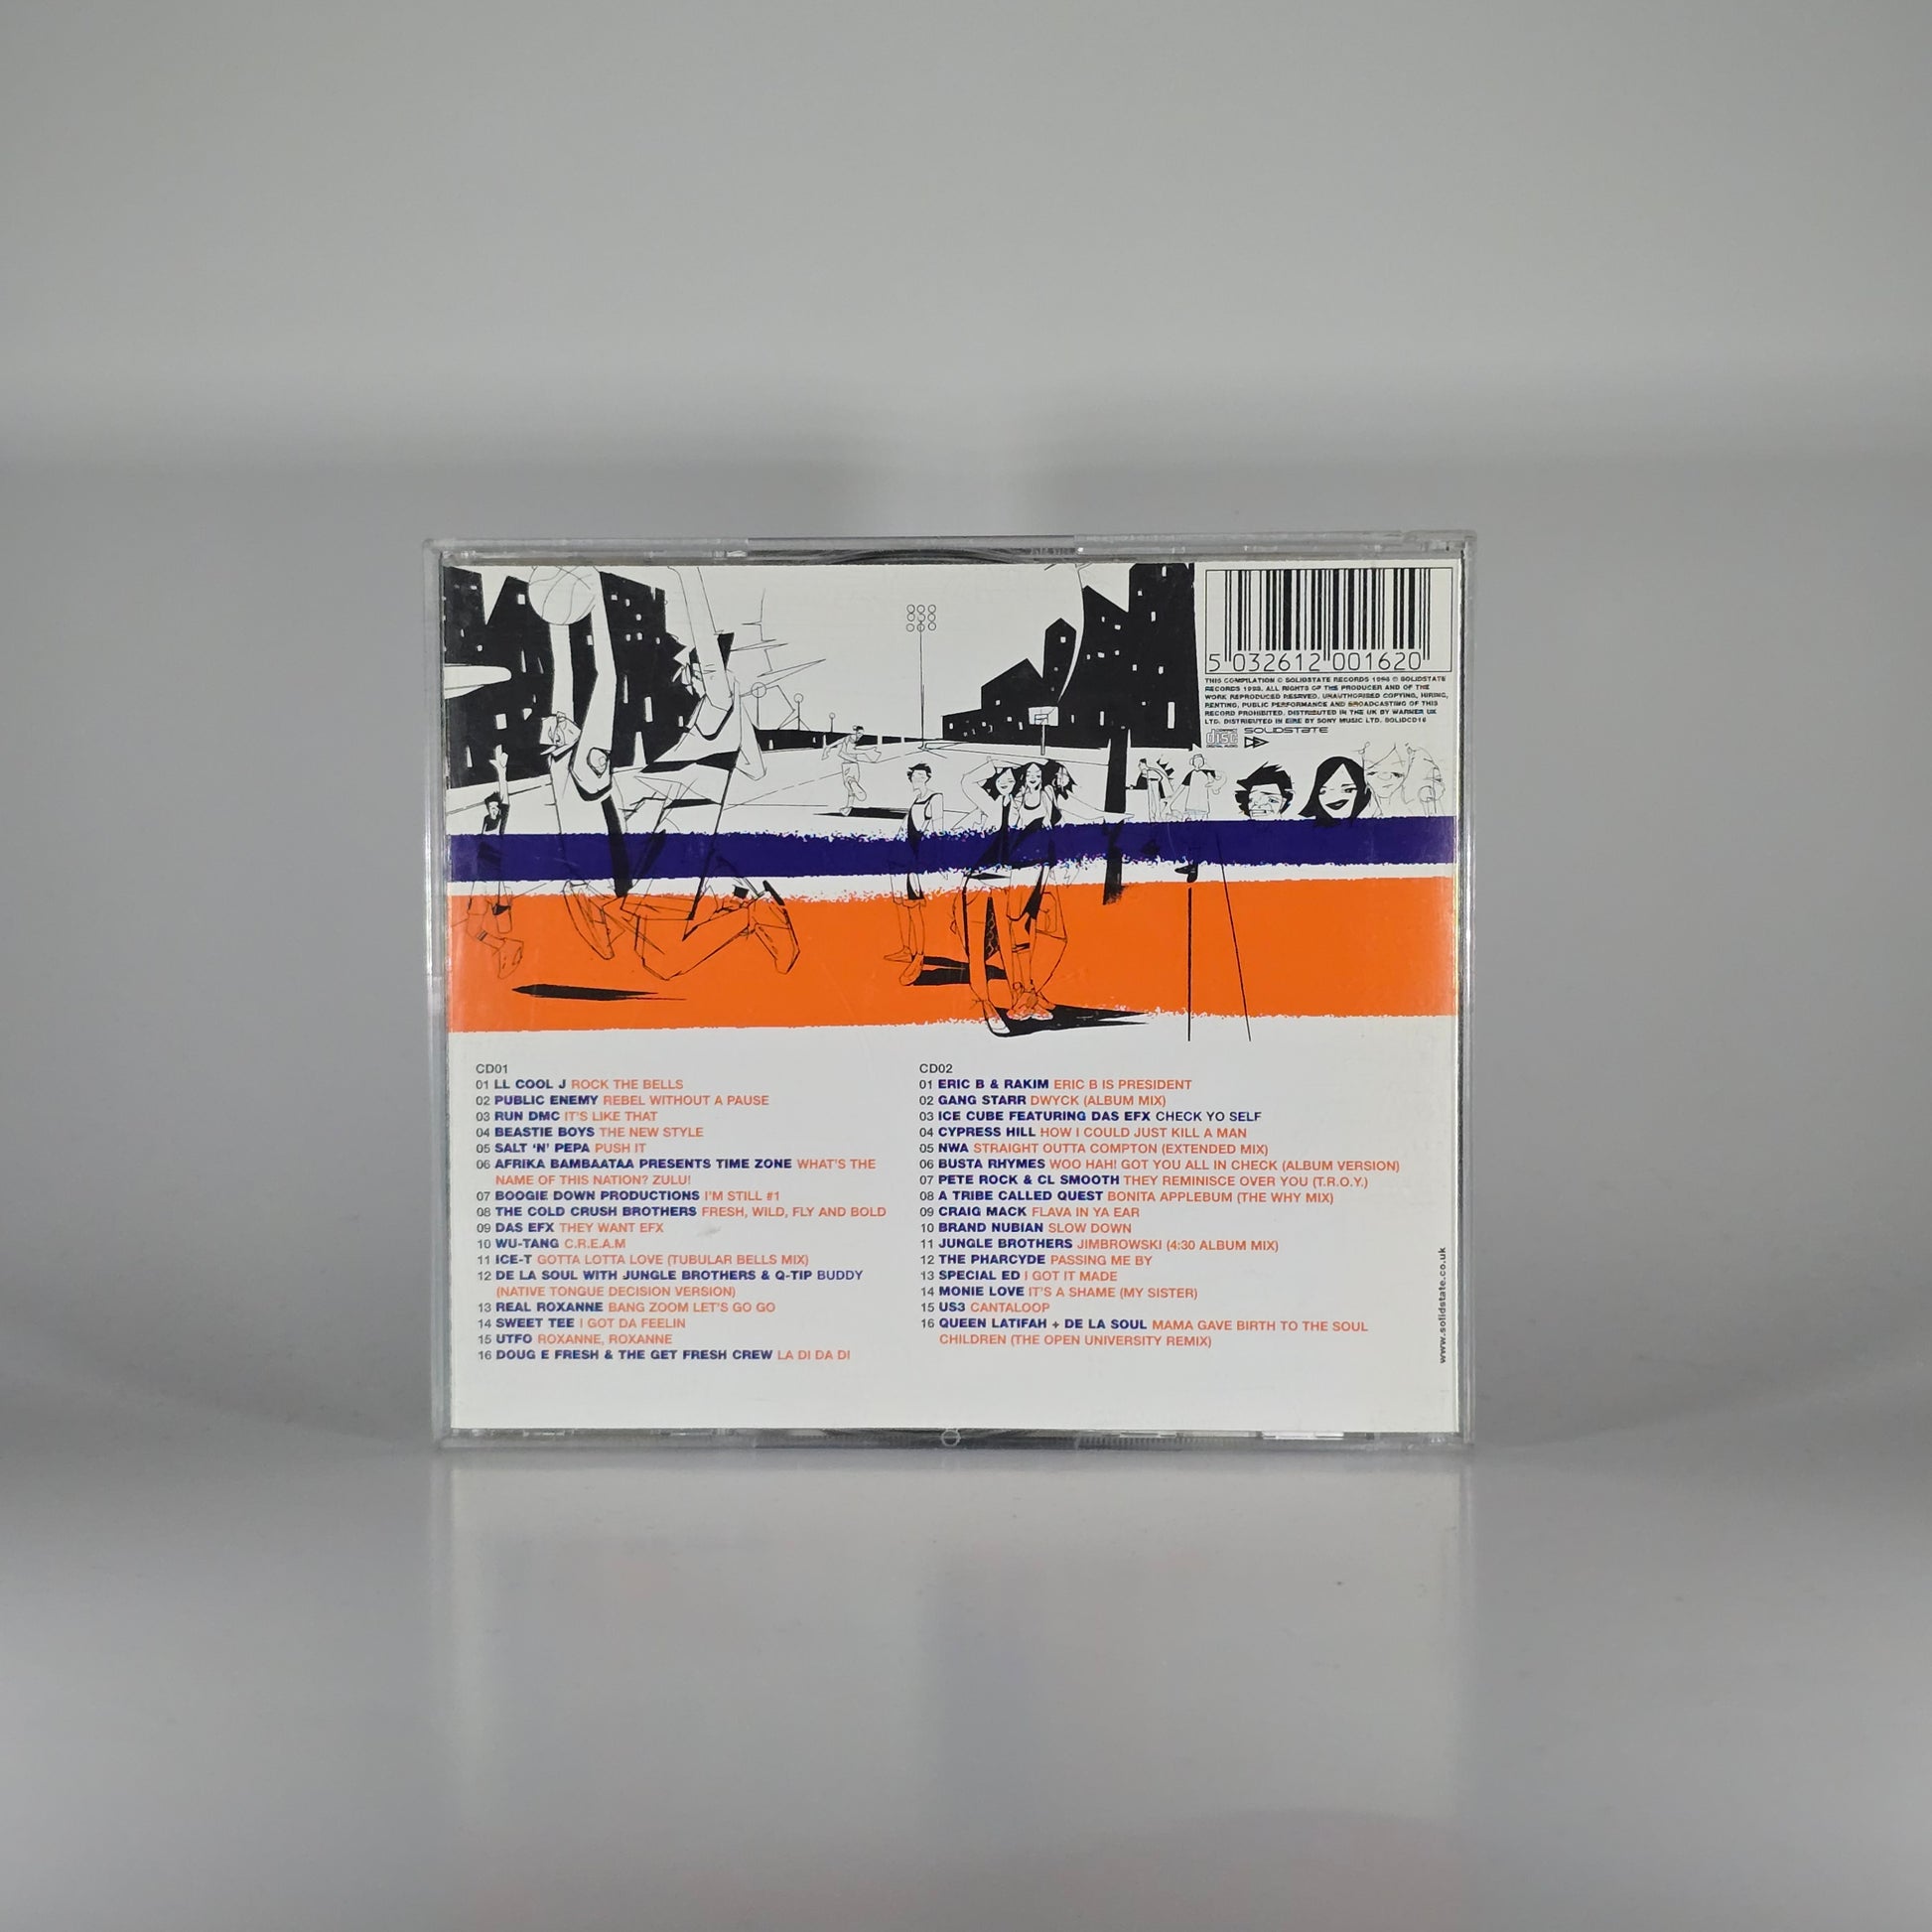 5 032612 001620
THIS COMPILATION ℗ SOLIDSTATE RECORDS 1998 © SOLIDSTATE
RECORDS 1998. ALL RIGHTS OF THE PRODUCER AND OF THE
WORK REPRODUCED RESERVED. UNAUTHORISED COPYING, HIRING,
RENTING, PUBLIC PERFORMANCE AND BROADCASTING OF THIS
RECORD PROHIBITED. DISTRIBUTED IN THE UK BY WARNER UK
LTD. DISTRIBUTED IN EIRE BY SONY MUSIC LTD. SOLIDCD16
disc
DIGITAL AUDIO
SOLIDSTATE
CD01
01 LL COOL J ROCK THE BELLS
02 PUBLIC ENEMY REBEL WITHOUT A PAUSE
03 RUN DMC IT'S LIKE THAT
04 BEASTIE BOYS THE NEW STYLE
05 SALT 'N' PEPA PUSH IT
06 AFRIKA BAMBAATAA PRESENTS TIME ZONE WHAT'S THE
NAME OF THIS NATION? ZULU!
07 BOOGIE DOWN PRODUCTIONS I'M STILL #1
08 THE COLD CRUSH BROTHERS FRESH, WILD, FLY AND BOLD
09 DAS EFX THEY WANT EFX
10 WU-TANG C.R.E.A.M
11 ICE-T GOTTA LOTTA LOVE (TUBULAR BELLS MIX)
12 DE LA SOUL WITH JUNGLE BROTHERS & Q-TIP BUDDY
(NATIVE TONGUE DECISION VERSION)
13 REAL ROXANNE BANG ZOOM LET'S GO GO
14 SWEET TEE I GOT DA FEELIN
15 UTFO ROXANNE, ROXANNE
16 DOUG E FRESH & THE GET FRESH CREW LA DI DA DI
CD02
01 ERIC B & RAKIM ERIC B IS PRESIDENT
02 GANG STARR DWYCK (ALBUM MIX)
03 ICE CUBE FEATURING DAS EFX CHECK YO SELF
04 CYPRESS HILL HOW I COULD JUST KILL A MAN
05 NWA STRAIGHT OUTTA COMPTON (EXTENDED MIX)
06 BUSTA RHYMES WOO HAH! GOT YOU ALL IN CHECK (ALBUM VERSION)
07 PETE ROCK & CL SMOOTH THEY REMINISCE OVER YOU (T.R.O.Y.)
08 A TRIBE CALLED QUEST BONITA APPLEBUM (THE WHY MIX)
09 CRAIG MACK FLAVA IN YA EAR
10 BRAND NUBIAN SLOW DOWN
11 JUNGLE BROTHERS JIMBROWSKI (4:30 ALBUM MIX)
12 THE PHARCYDE PASSING ME BY
13 SPECIAL ED I GOT IT MADE
14 MONIE LOVE IT'S A SHAME (MY SISTER)
15 US3 CANTALOOP
16 QUEEN LATIFAH + DE LA SOUL MAMA GAVE BIRTH TO THE SOUL
CHILDREN (THE OPEN UNIVERSITY REMIX)
www.solidstate.co.uk